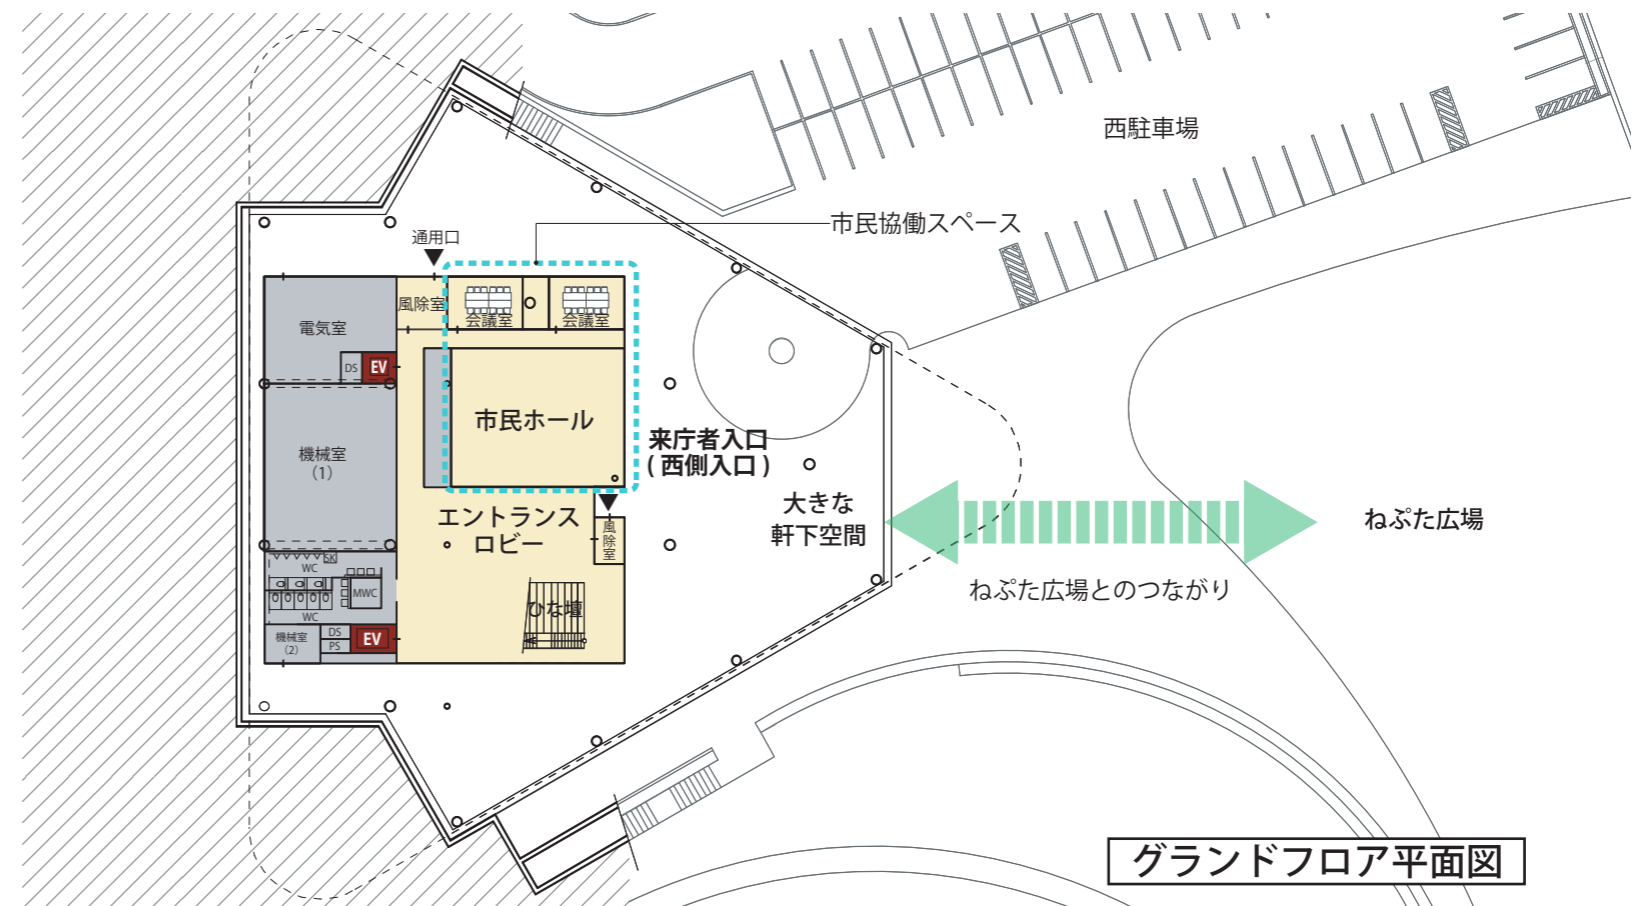 西駐車場
市民協働スペース
通用口
風除室
会議室
会議室
電気室
DS
EV
市民ホール
機械室
（1）
来庁者入口
( 西側入口 )
大きな
軒下空間
ねぷた広場
ねぷた広場とのつながり
エントランス
ロビー
風
除
室
SK
WC
MWC
WC
ひな壇
機械室
（2）
DS
PS
EV
グランドフロア平面図